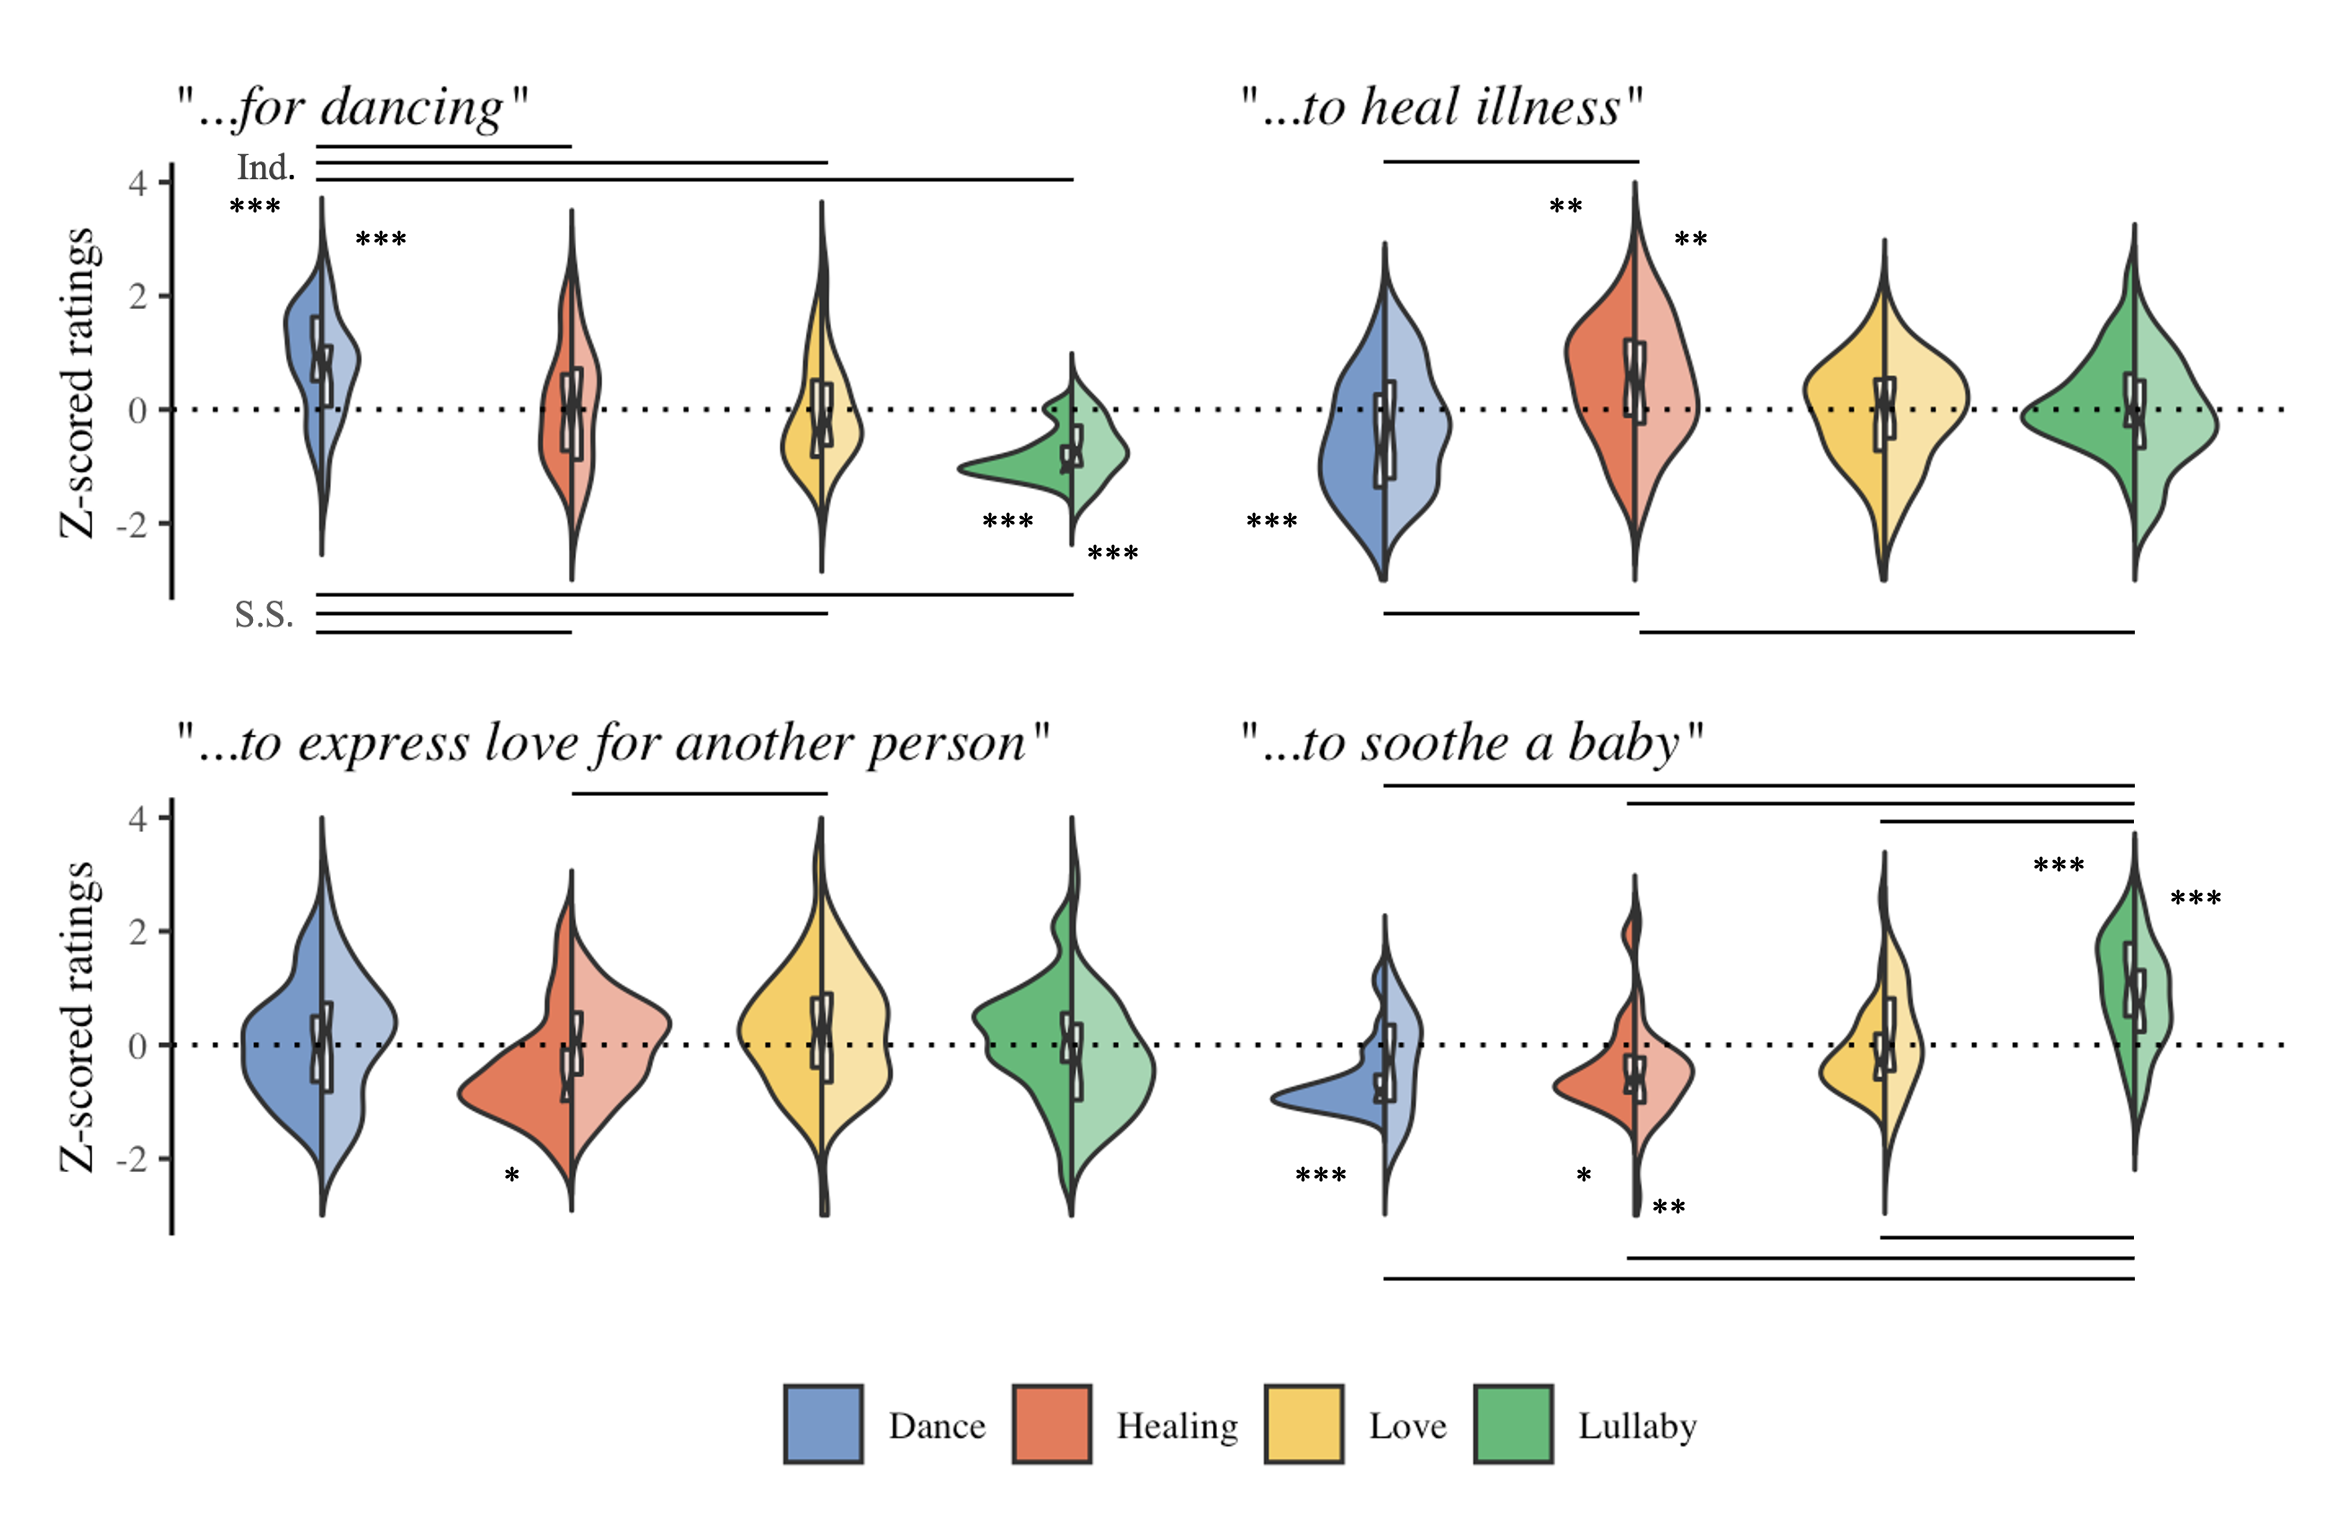 "...for dancing"
"...to heal illness"
Ind.
4
2
0
-2
Z-scored ratings
***
***
***
***
**
**
***
S.S.
"...to express love for another person"
"...to soothe a baby"
4
2
0
-2
Z-scored ratings
*
***
***
***
*
**
Dance
Healing
Love
Lullaby